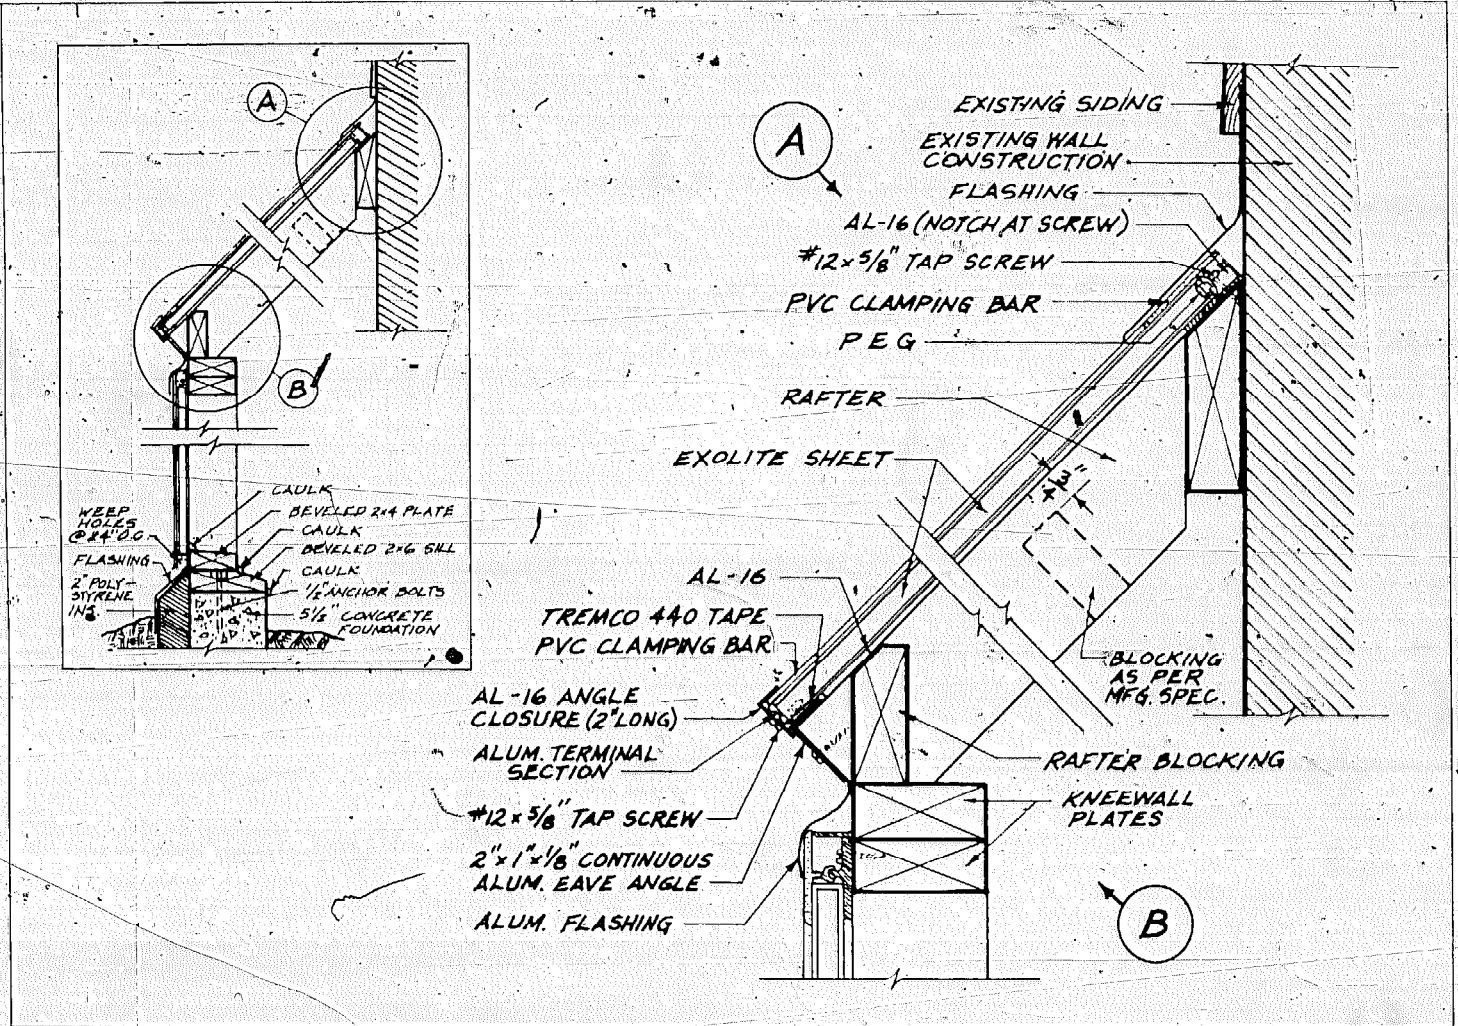 A
B
CAULK
BEVELED 2x4 PLATE
CAULK
BEVELED 2x6 SILL
CAULK
1/2" ANCHOR BOLTS
5 1/2" CONCRETE
FOUNDATION
WEEP
HOLES
@ 24" O.C.
FLASHING
2" POLY-
STYRENE
INS.
A
EXISTING SIDING
EXISTING WALL
CONSTRUCTION
FLASHING
AL-16 (NOTCH AT SCREW)
#12 x 5/8" TAP SCREW
PVC CLAMPING BAR
PEG
RAFTER
EXOLITE SHEET
AL-16
TREMCO 440 TAPE
PVC CLAMPING BAR
AL-16 ANGLE
CLOSURE (2" LONG)
ALUM. TERMINAL
SECTION
#12 x 5/8" TAP SCREW
2" x 1" x 1/8" CONTINUOUS
ALUM. EAVE ANGLE
ALUM. FLASHING
BLOCKING
AS PER
MFG. SPEC.
RAFTER BLOCKING
KNEEWALL
PLATES
B